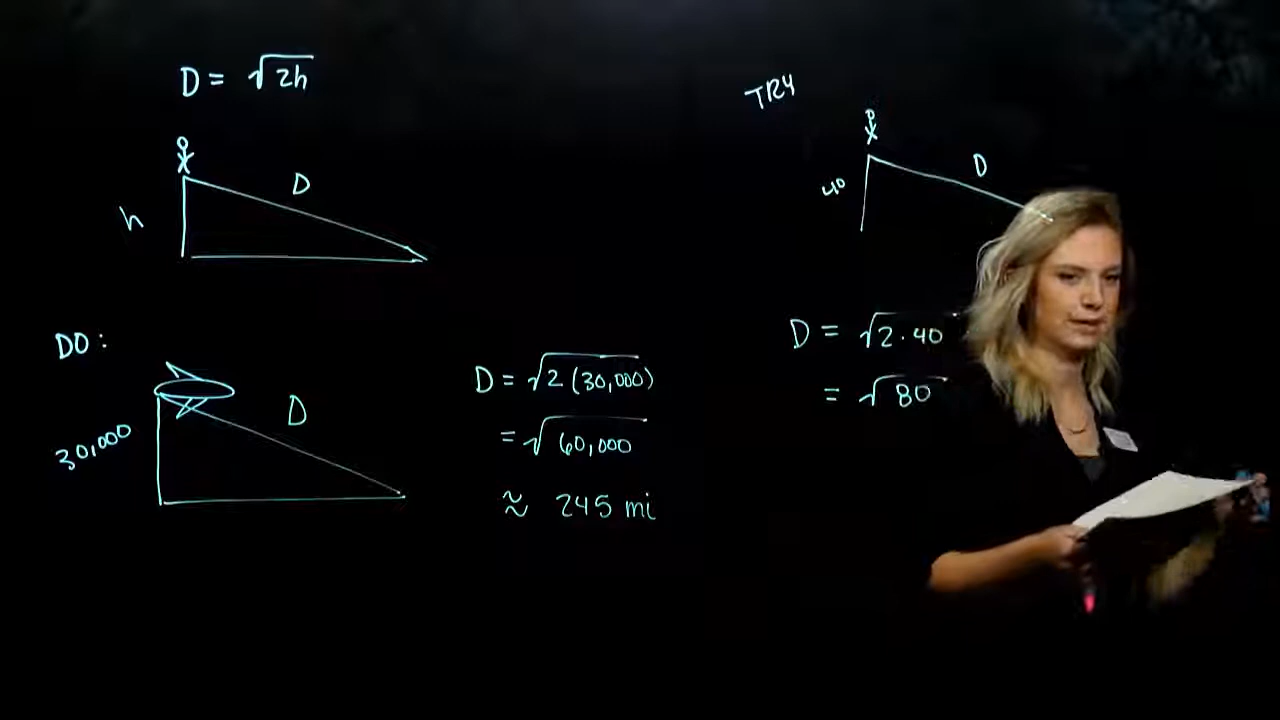 D = √2h
h
D
DO:
30,000
D
D = √2(30,000)
= √60,000
≈ 245 mi
TRY
40
D
D = √2·40
= √80